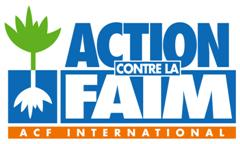 ACTION
CONTRE LA
FAIM
ACF INTERNATIONAL